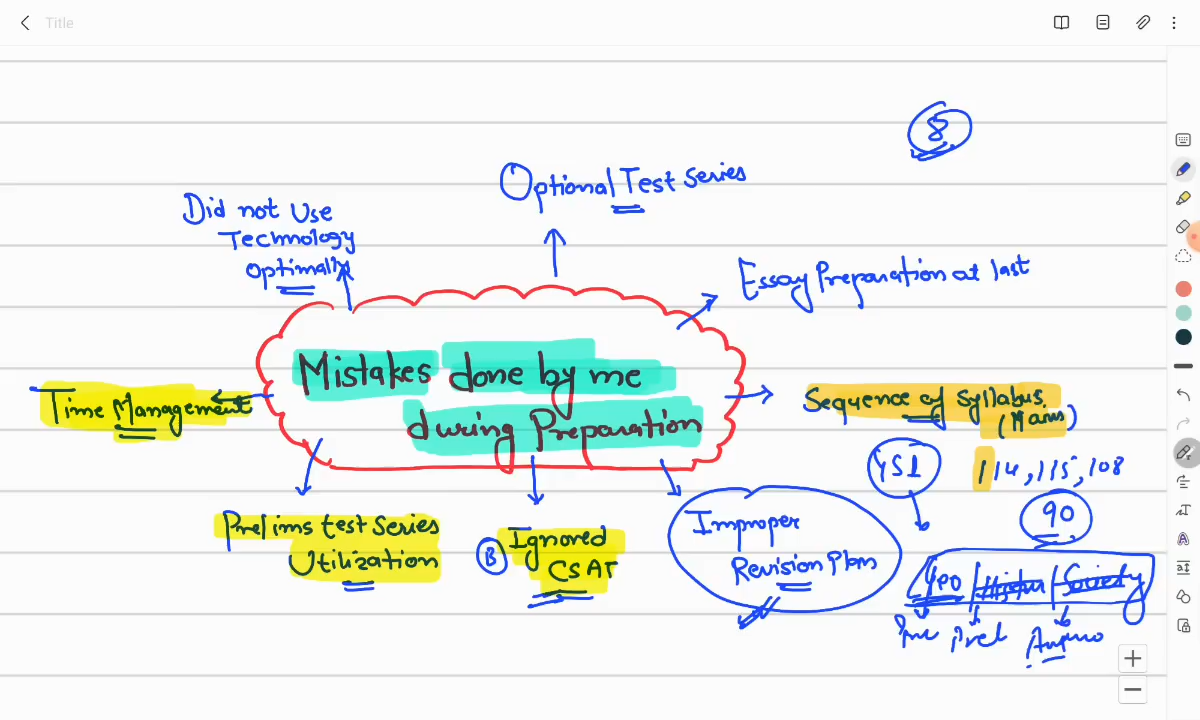 Title
8
Optional Test Series
Did not Use
Technology
Optimally
Essay Preparation at last
Mistakes done by me
during Preparation
Time Management
Sequence of Syllabus
(Mains)
GS1
114, 115, 108
90
Prelims test Series
Utilization
B
Ignored
CSAT
Improper
Revision Plan
Geo / / Society
Pre Prel